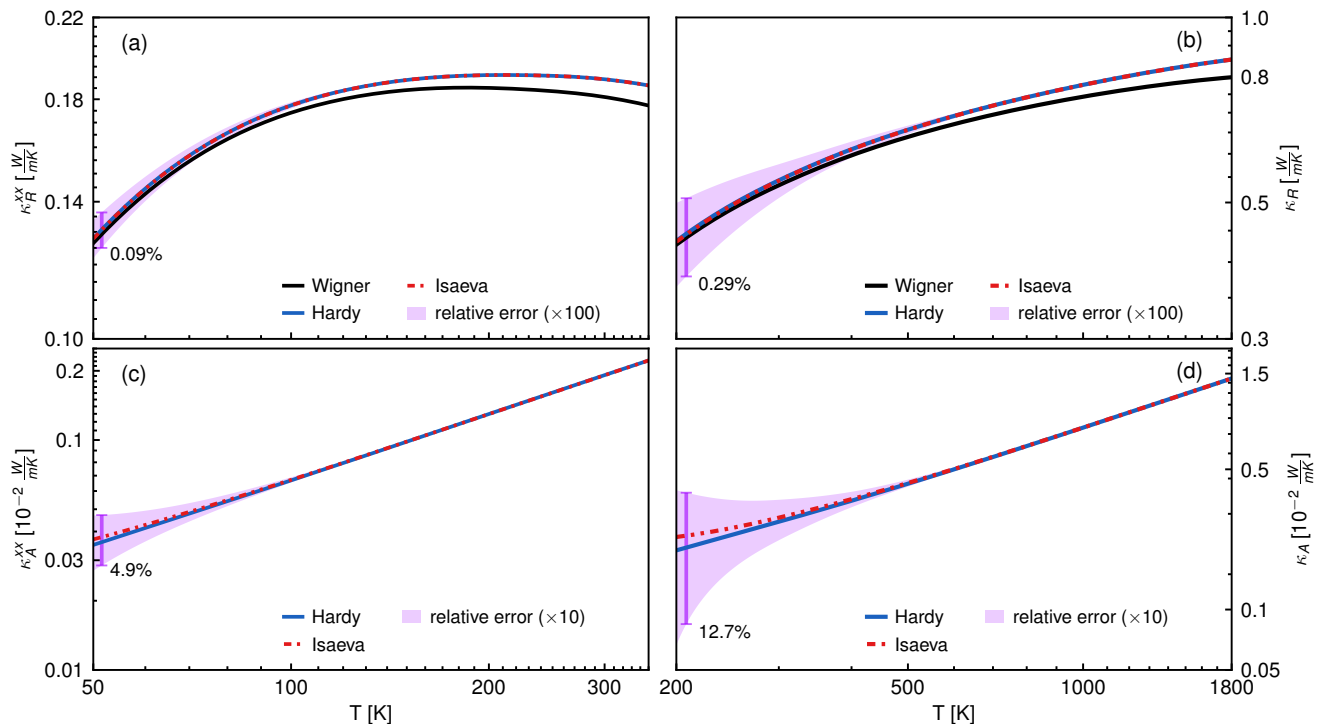 0.22
(a)
0.18
0.14
0.10
κ_R^{xx} [W/mK]
0.09%
Wigner
Isaeva
Hardy
relative error (×100)
(b)
1.0
0.8
0.5
0.3
κ_R [W/mK]
0.29%
Wigner
Isaeva
Hardy
relative error (×100)
(c)
0.2
0.1
0.03
0.01
κ_A^{xx} [10^{-2} W/mK]
4.9%
Hardy
relative error (×10)
Isaeva
50
100
200
300
T [K]
(d)
1.5
0.5
0.1
0.05
κ_A [10^{-2} W/mK]
12.7%
Hardy
relative error (×10)
Isaeva
200
500
1000
1800
T [K]